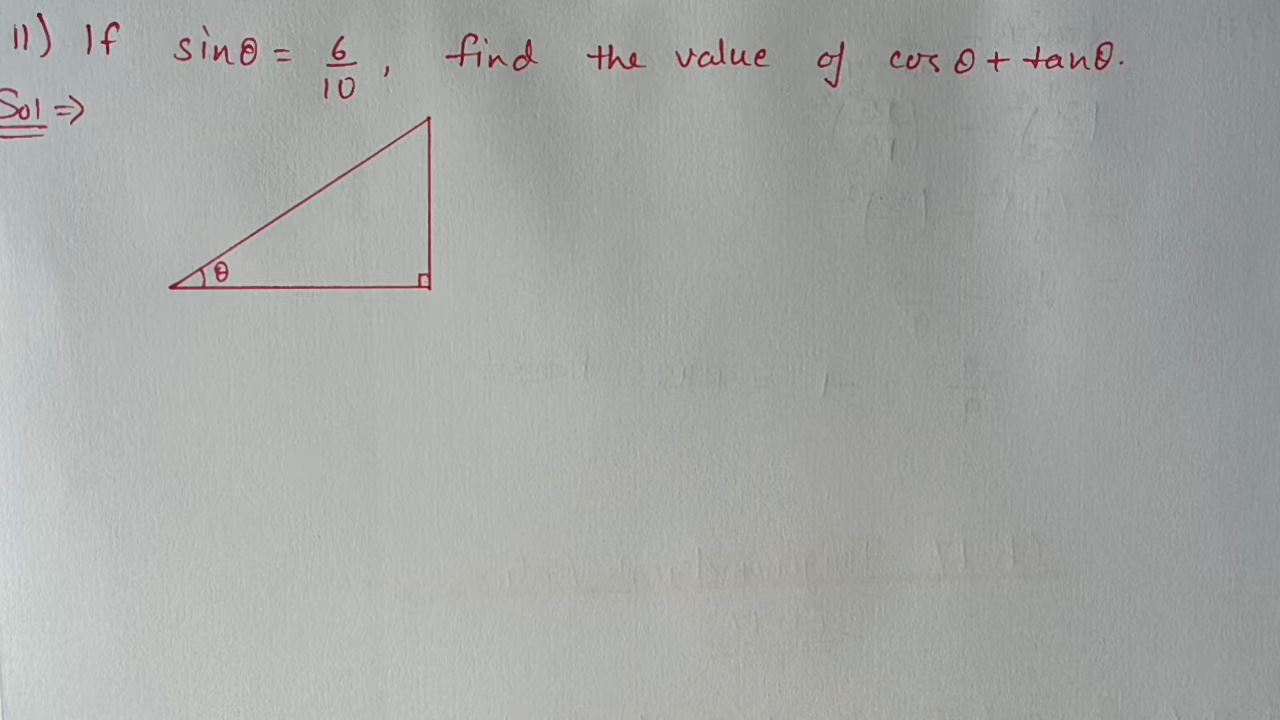 11) If sinθ = 6/10, find the value of cosθ + tanθ.
Sol ⇒
θ